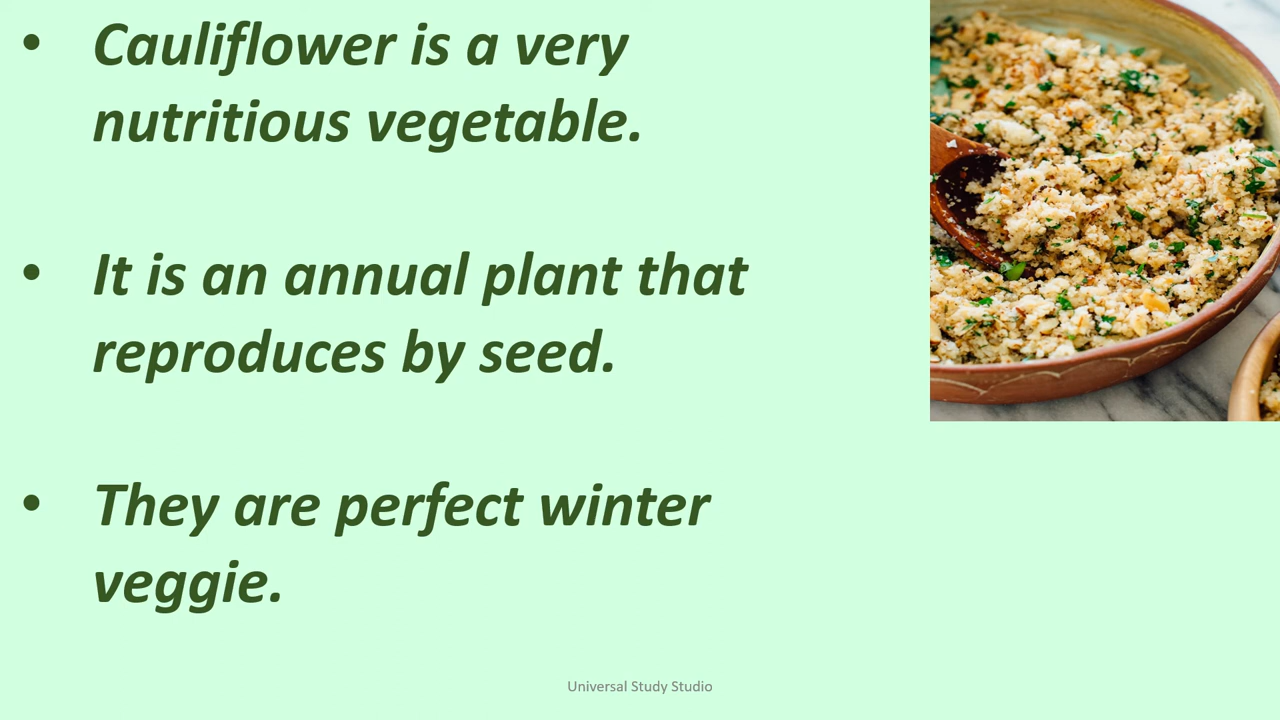 • Cauliflower is a very
nutritious vegetable.
• It is an annual plant that
reproduces by seed.
• They are perfect winter
veggie.
Universal Study Studio